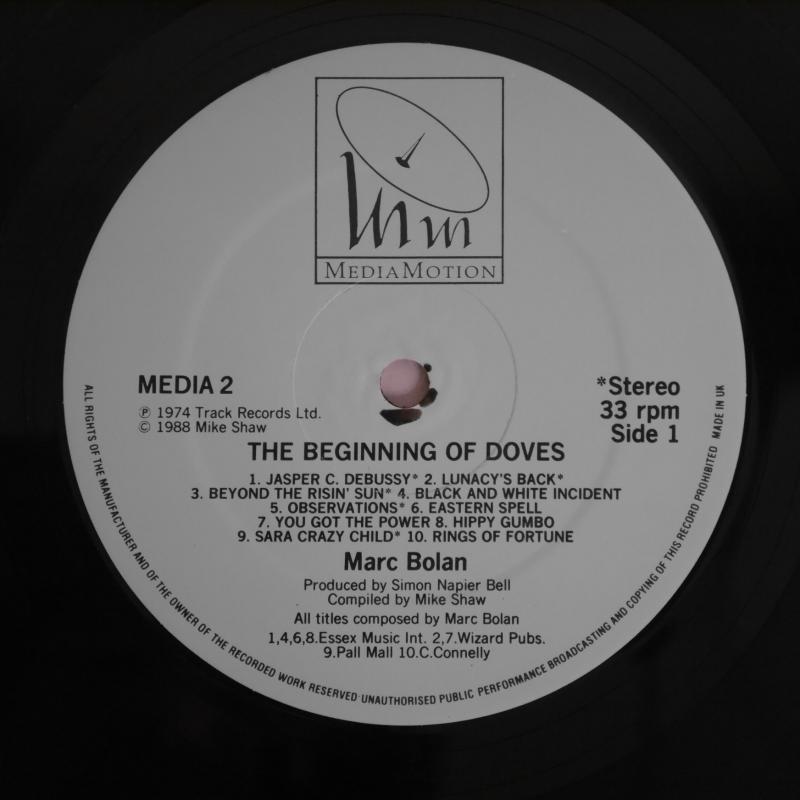 Mm
MEDIAMOTION
MEDIA 2
℗ 1974 Track Records Ltd.
© 1988 Mike Shaw
*Stereo
33 rpm
Side 1
THE BEGINNING OF DOVES
1. JASPER C. DEBUSSY* 2. LUNACY'S BACK*
3. BEYOND THE RISIN' SUN* 4. BLACK AND WHITE INCIDENT
5. OBSERVATIONS* 6. EASTERN SPELL
7. YOU GOT THE POWER 8. HIPPY GUMBO
9. SARA CRAZY CHILD* 10. RINGS OF FORTUNE
Marc Bolan
Produced by Simon Napier Bell
Compiled by Mike Shaw
All titles composed by Marc Bolan
1,4,6,8.Essex Music Int. 2,7.Wizard Pubs.
9.Pall Mall 10.C.Connelly
ALL RIGHTS OF THE MANUFACTURER AND OF THE OWNER OF THE RECORDED WORK RESERVED·UNAUTHORISED PUBLIC PERFORMANCE BROADCASTING AND COPYING OF THIS RECORD PROHIBITED MADE IN UK